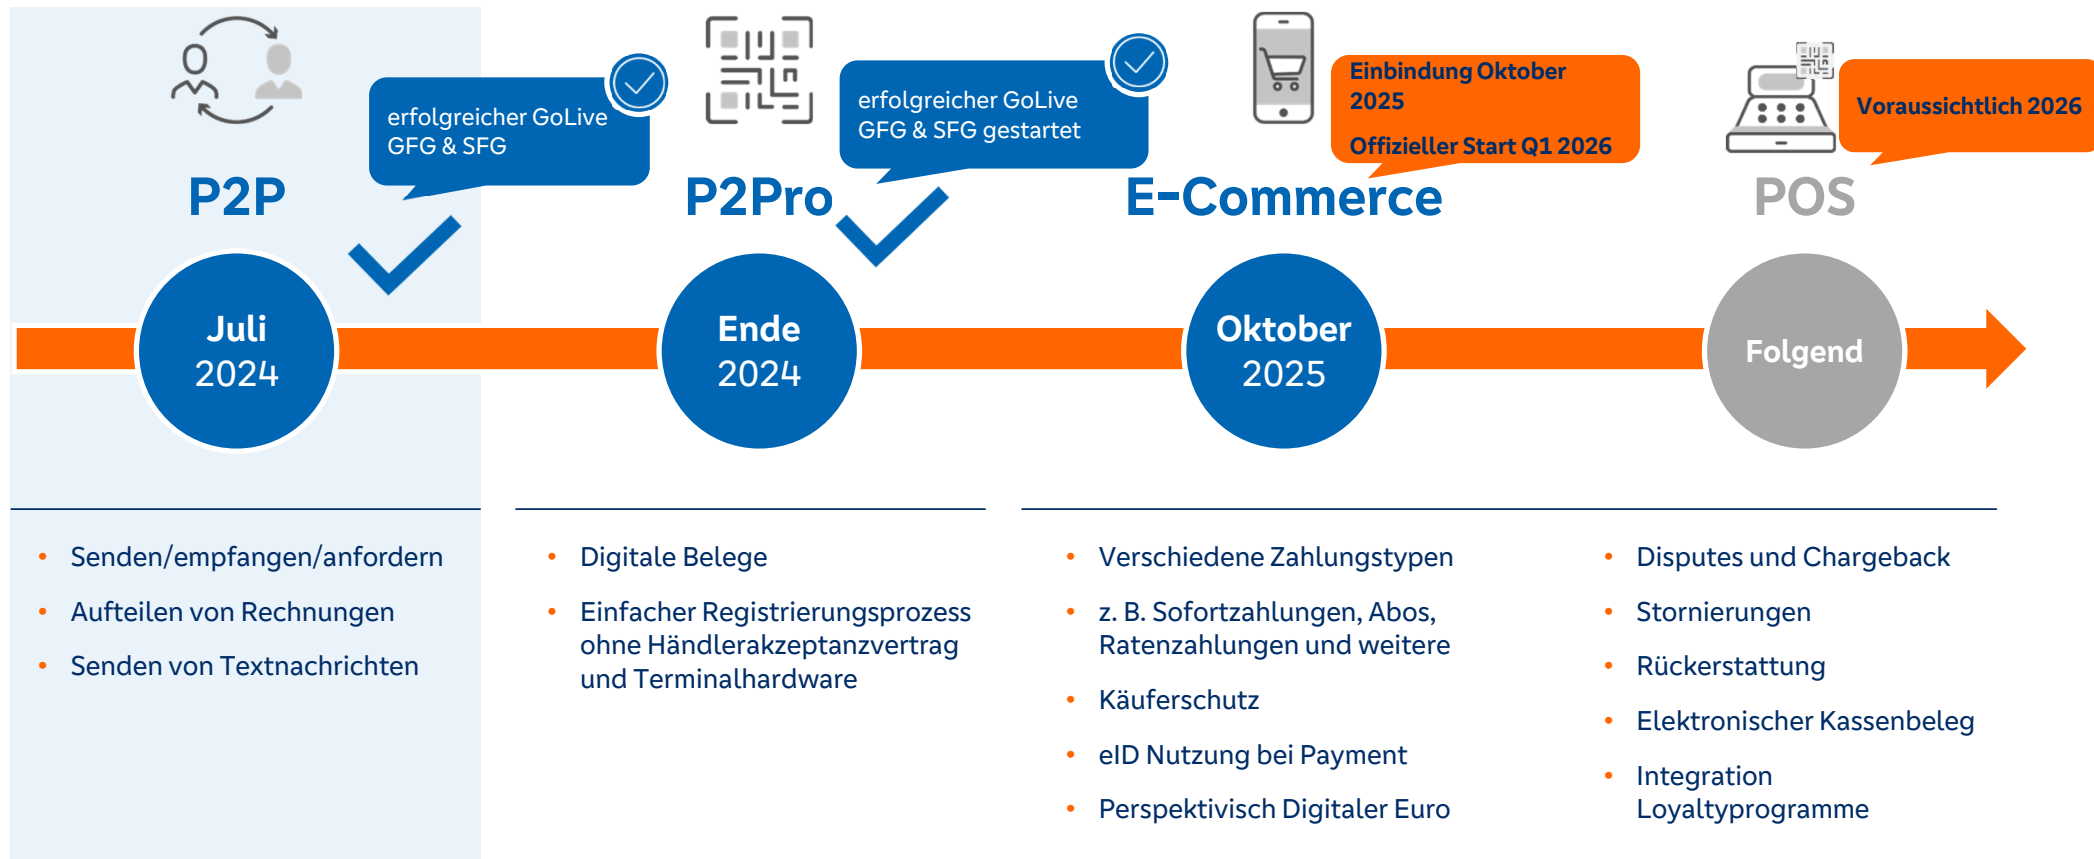 erfolgreicher GoLive
GFG & SFG
erfolgreicher GoLive
GFG & SFG gestartet
Einbindung Oktober
2025
Offizieller Start Q1 2026
Voraussichtlich 2026
P2P
P2Pro
E-Commerce
POS
Juli
2024
Ende
2024
Oktober
2025
Folgend
• Senden/empfangen/anfordern
• Aufteilen von Rechnungen
• Senden von Textnachrichten
• Digitale Belege
• Einfacher Registrierungsprozess
ohne Händlerakzeptanzvertrag
und Terminalhardware
• Verschiedene Zahlungstypen
• z. B. Sofortzahlungen, Abos,
Ratenzahlungen und weitere
• Käuferschutz
• eID Nutzung bei Payment
• Perspektivisch Digitaler Euro
• Disputes und Chargeback
• Stornierungen
• Rückerstattung
• Elektronischer Kassenbeleg
• Integration
Loyaltyprogramme